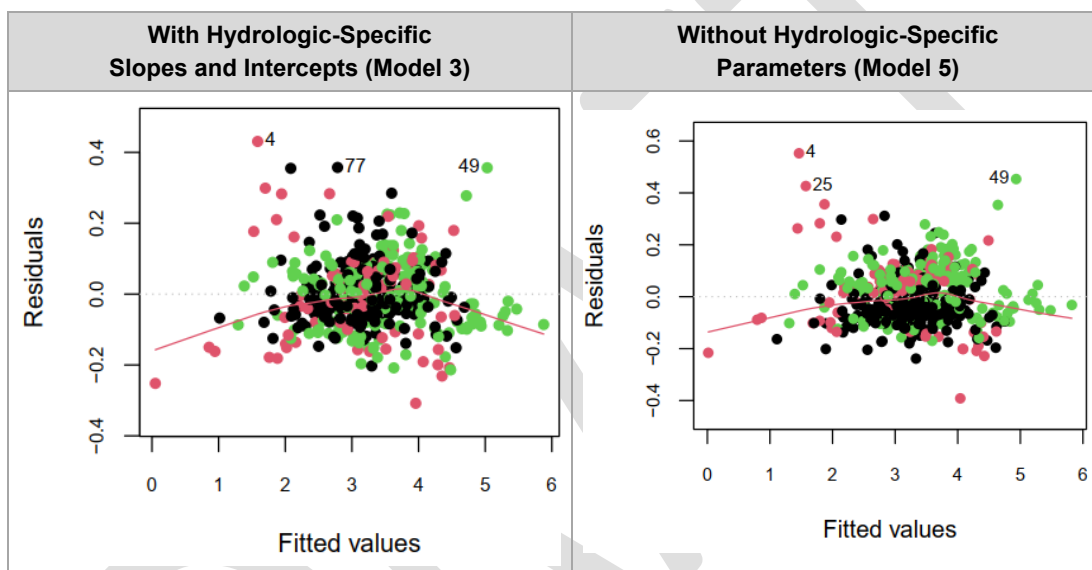 With Hydrologic-Specific
Slopes and Intercepts (Model 3)
Without Hydrologic-Specific
Parameters (Model 5)
Residuals
0.4
0.2
0.0
−0.2
−0.4
4
77
49
0 1 2 3 4 5 6
Fitted values
Residuals
0.6
0.4
0.2
0.0
−0.2
−0.4
4
25
49
0 1 2 3 4 5 6
Fitted values